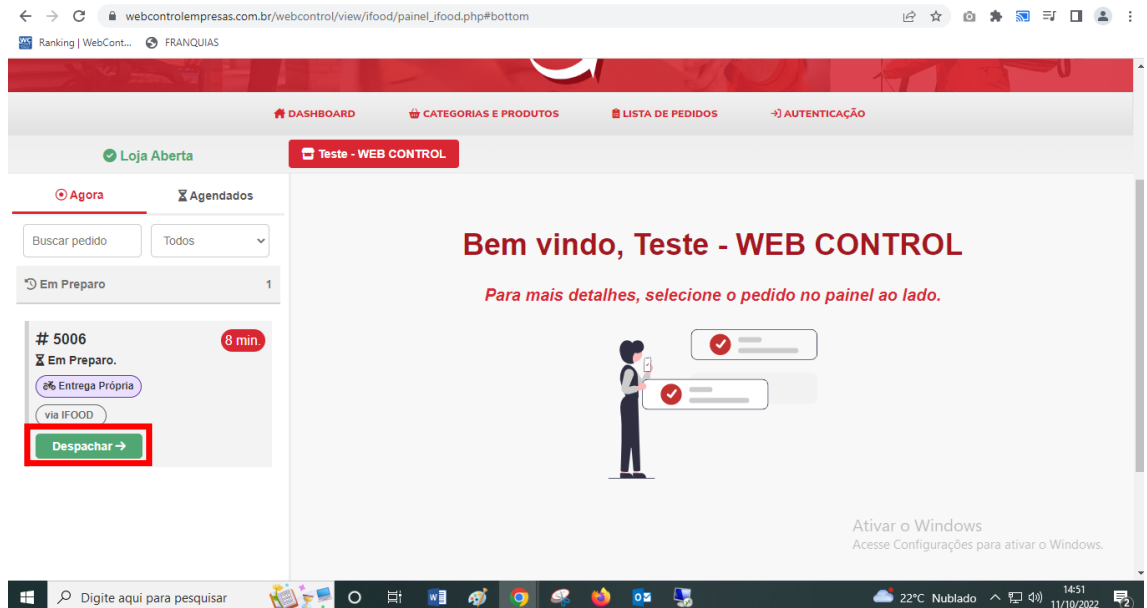 webcontrolempresas.com.br/webcontrol/view/ifood/painel_ifood.php#bottom
Ranking | WebCont... FRANQUIAS
DASHBOARD CATEGORIAS E PRODUTOS LISTA DE PEDIDOS AUTENTICAÇÃO
Loja Aberta Teste - WEB CONTROL
Agora Agendados
Buscar pedido Todos
Em Preparo 1
# 5006 8 min.
Em Preparo.
Entrega Própria
via IFOOD
Despachar →
Bem vindo, Teste - WEB CONTROL
Para mais detalhes, selecione o pedido no painel ao lado.
Ativar o Windows
Acesse Configurações para ativar o Windows.
Digite aqui para pesquisar 22°C Nublado 14:51
11/10/2022 2